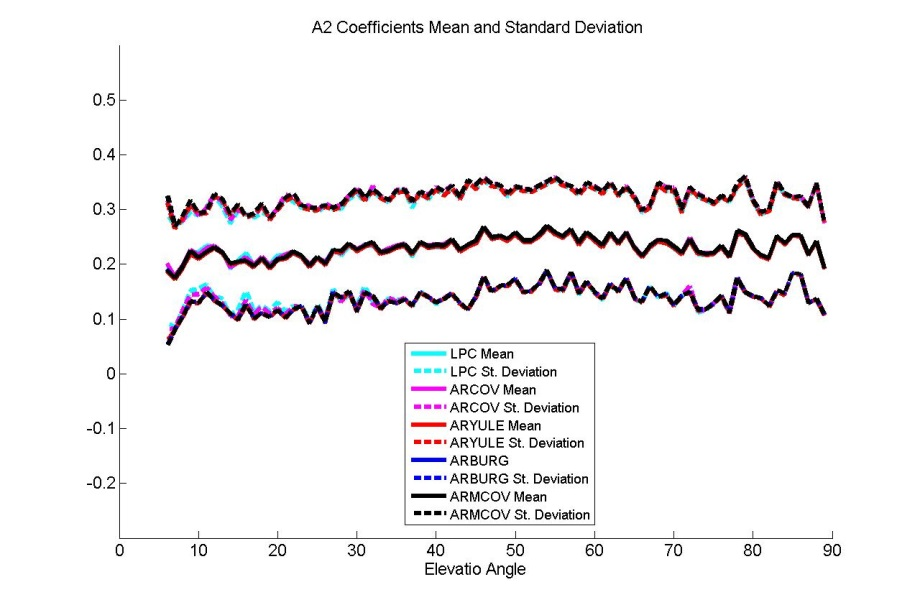 A2 Coefficients Mean and Standard Deviation
0.5
0.4
0.3
0.2
0.1
0
-0.1
-0.2
LPC Mean
LPC St. Deviation
ARCOV Mean
ARCOV St. Deviation
ARYULE Mean
ARYULE St. Deviation
ARBURG
ARBURG St. Deviation
ARMCOV Mean
ARMCOV St. Deviation
0 10 20 30 40 50 60 70 80 90
Elevatio Angle